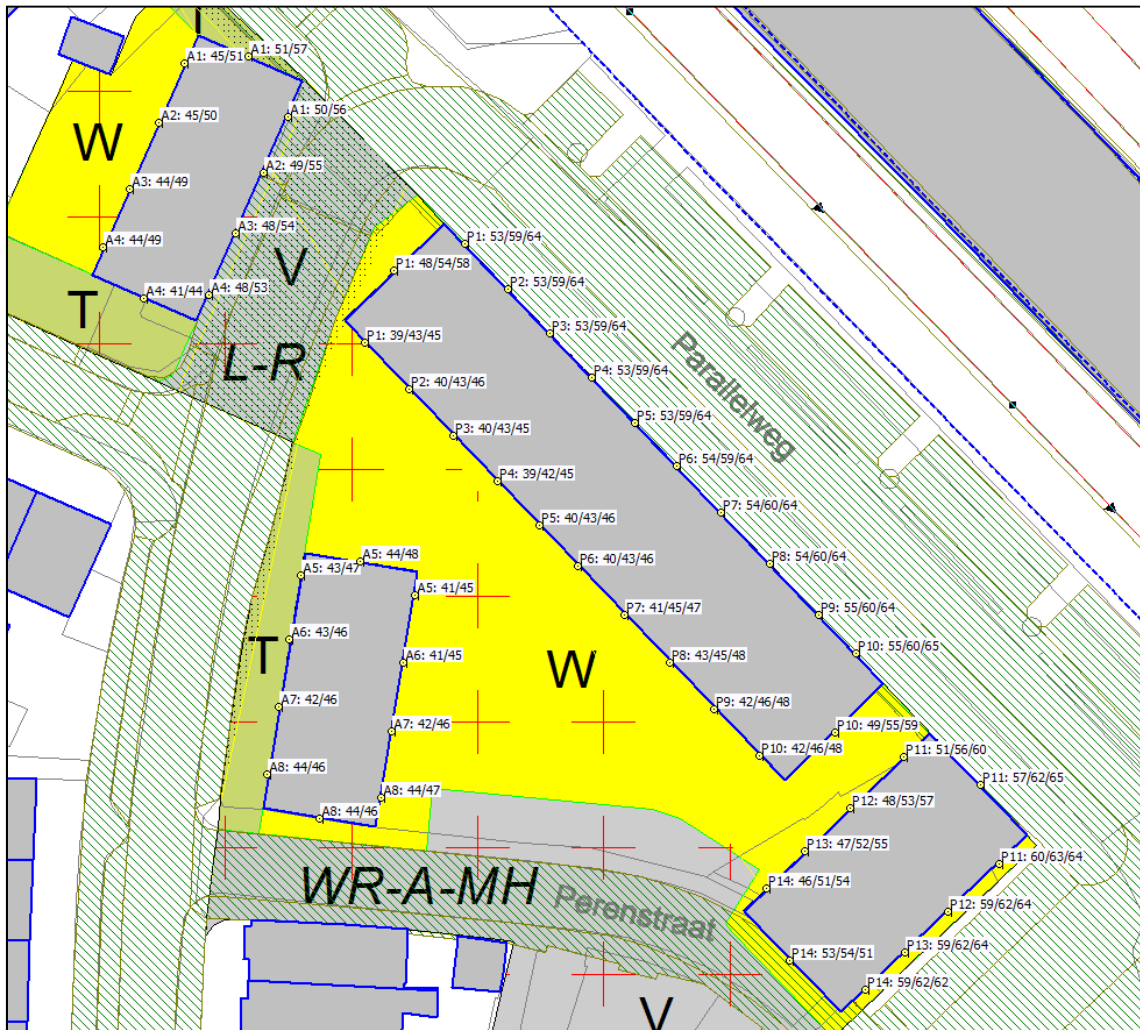 T
A1: 51/57
A1: 45/51
A1: 50/56
A2: 45/50
W
A2: 49/55
A3: 44/49
A3: 48/54
A4: 44/49
A4: 41/44
A4: 48/53
V
T
L-R
P1: 53/59/64
P1: 48/54/58
P2: 53/59/64
P3: 53/59/64
P1: 39/43/45
P4: 53/59/64
Parallelweg
P2: 40/43/46
P5: 53/59/64
P3: 40/43/45
P6: 54/59/64
P4: 39/42/45
P7: 54/60/64
P5: 40/43/46
P8: 54/60/64
P6: 40/43/46
A5: 44/48
A5: 43/47
A5: 41/45
P7: 41/45/47
P9: 55/60/64
A6: 43/46
T
A6: 41/45
W
P8: 43/45/48
P10: 55/60/65
A7: 42/46
A7: 42/46
P9: 42/46/48
P10: 49/55/59
P10: 42/46/48
P11: 51/56/60
A8: 44/46
A8: 44/47
A8: 44/46
P11: 57/62/65
P12: 48/53/57
P13: 47/52/55
P11: 60/63/64
P14: 46/51/54
WR-A-MH
Perenstraat
P12: 59/62/64
P14: 53/54/51
P13: 59/62/64
P14: 59/62/62
V